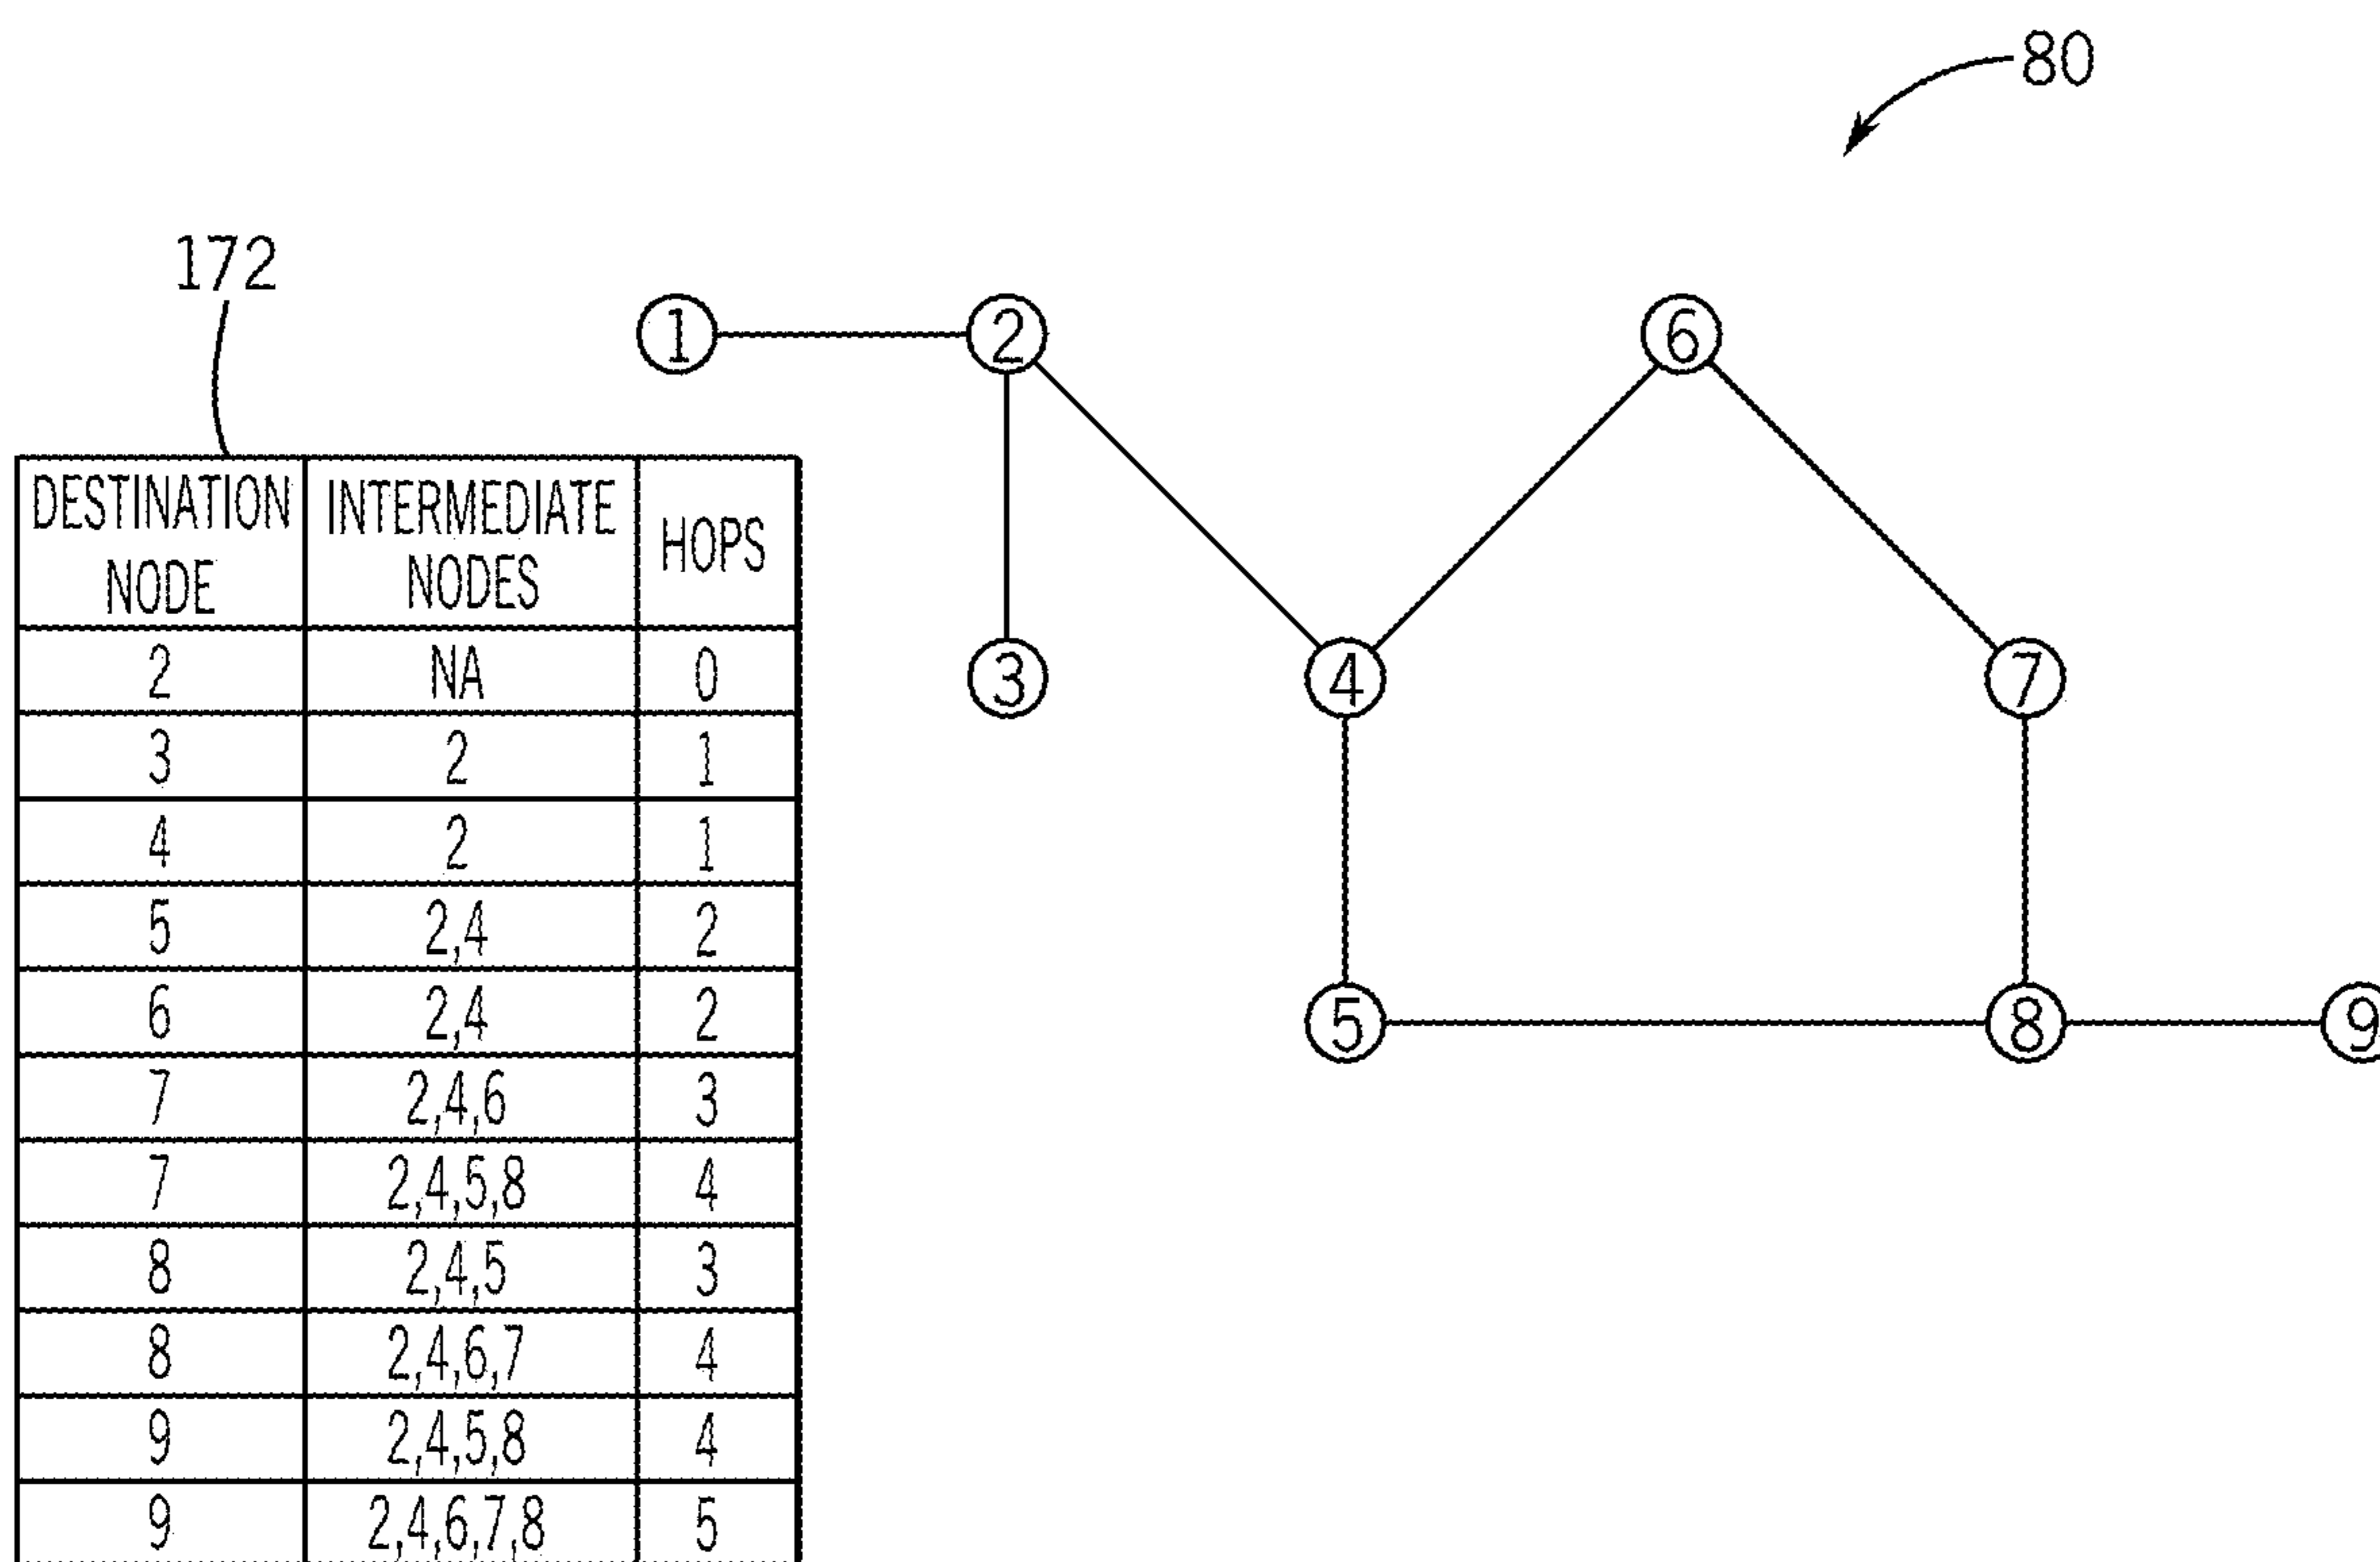 80
172
1
2
6
3
4
7
5
8
9
DESTINATION NODE INTERMEDIATE NODES HOPS
2 NA 0
3 2 1
4 2 1
5 2,4 2
6 2,4 2
7 2,4,6 3
7 2,4,5,8 4
8 2,4,5 3
8 2,4,6,7 4
9 2,4,5,8 4
9 2,4,6,7,8 5